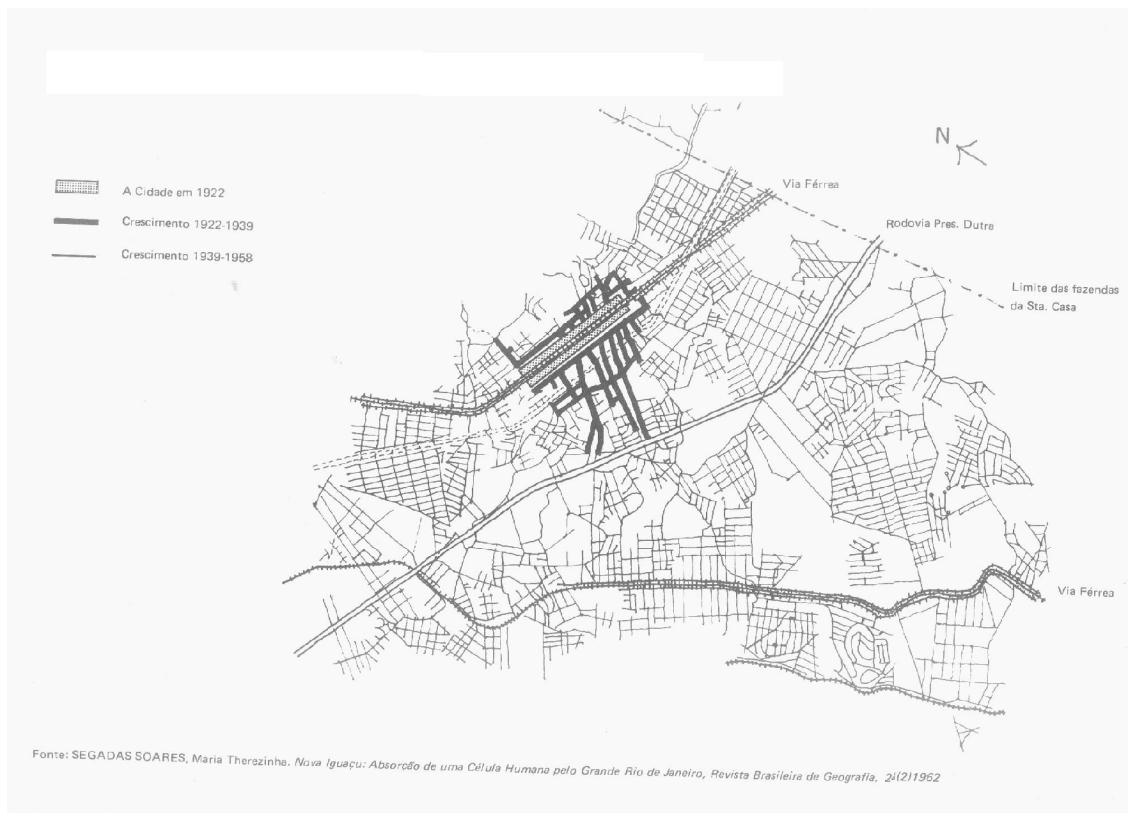 N
Via Férrea
A Cidade em 1922
Crescimento 1922-1939
Rodovia Pres. Dutra
Crescimento 1939-1958
Limite das fazendas
da Sta. Casa
Via Férrea
Fonte: SEGADAS SOARES, Maria Therezinha. Nova Iguaçu: Absorção de uma Célula Humana pelo Grande Rio de Janeiro, Revista Brasileira de Geografia, (2)1962